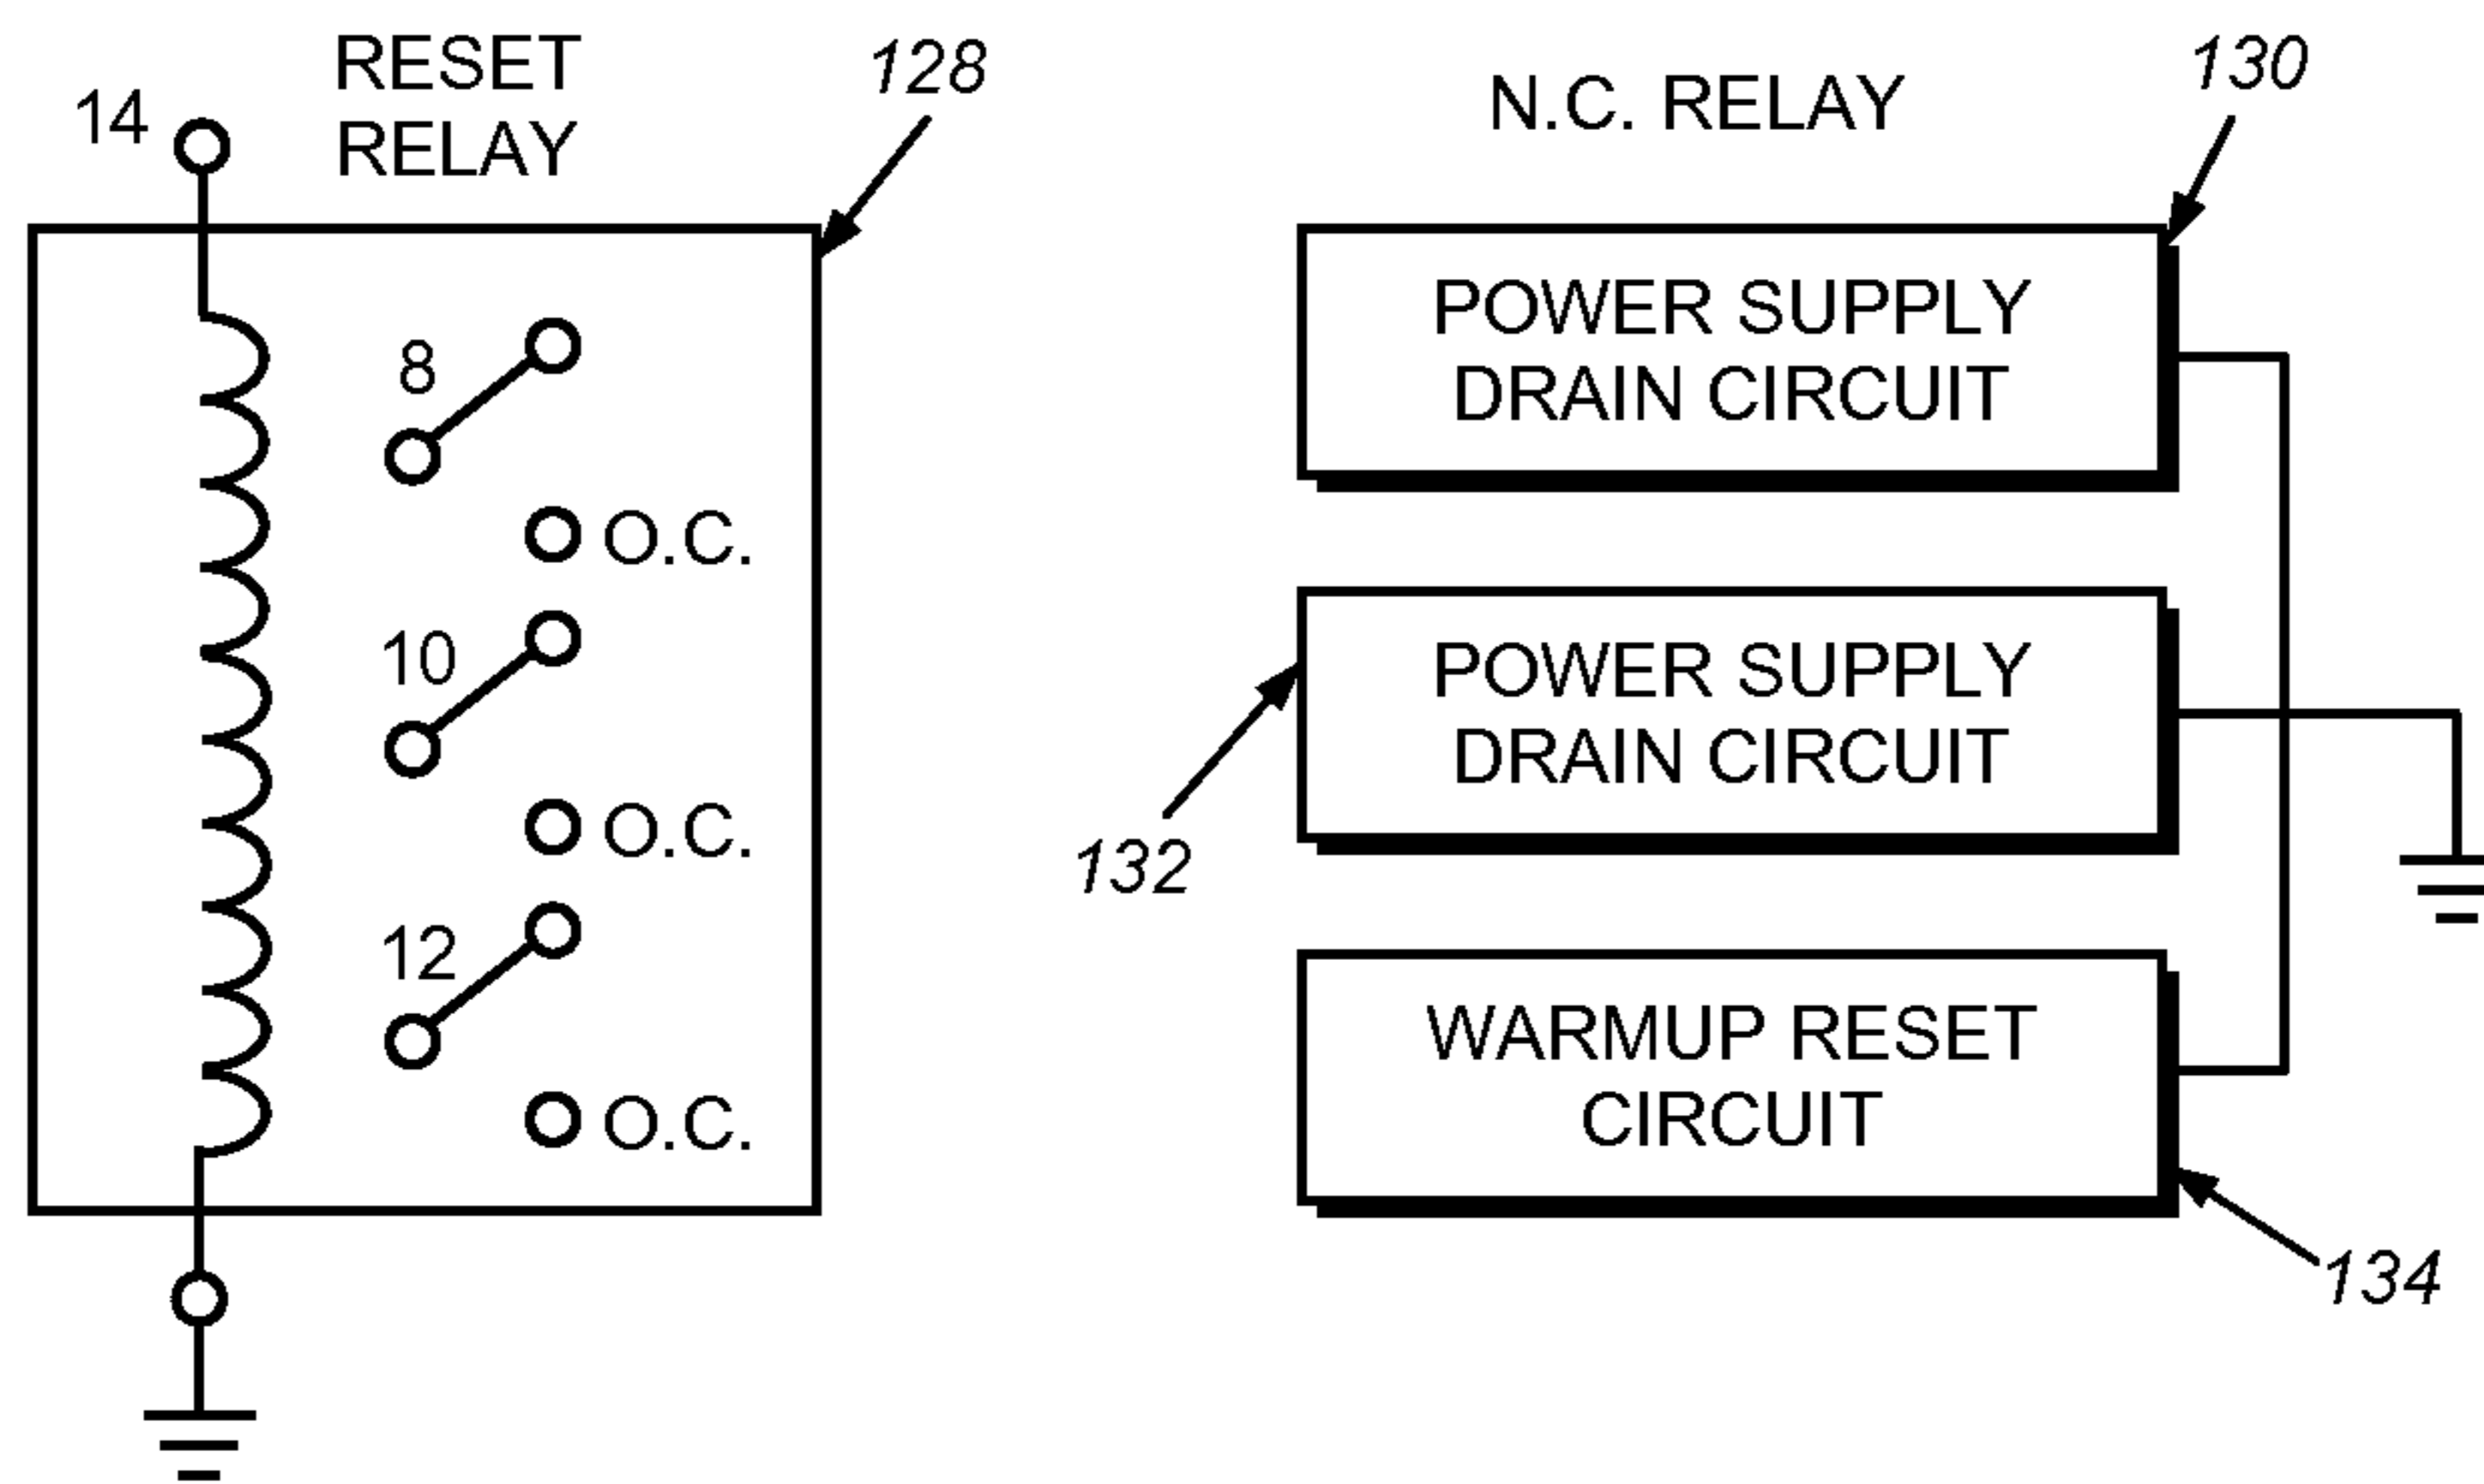 RESET
RELAY
128
14
8
O.C.
10
O.C.
12
O.C.
N.C. RELAY
130
POWER SUPPLY
DRAIN CIRCUIT
POWER SUPPLY
DRAIN CIRCUIT
132
WARMUP RESET
CIRCUIT
134